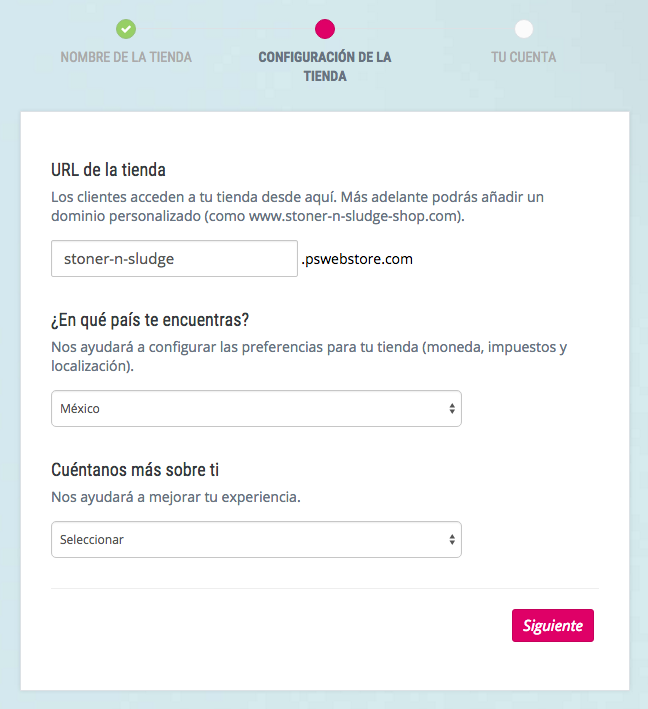 NOMBRE DE LA TIENDA
CONFIGURACIÓN DE LA
TIENDA
TU CUENTA
URL de la tienda
Los clientes acceden a tu tienda desde aquí. Más adelante podrás añadir un
dominio personalizado (como www.stoner-n-sludge-shop.com).
stoner-n-sludge .pswebstore.com
¿En qué país te encuentras?
Nos ayudará a configurar las preferencias para tu tienda (moneda, impuestos y
localización).
México
Cuéntanos más sobre ti
Nos ayudará a mejorar tu experiencia.
Seleccionar
Siguiente